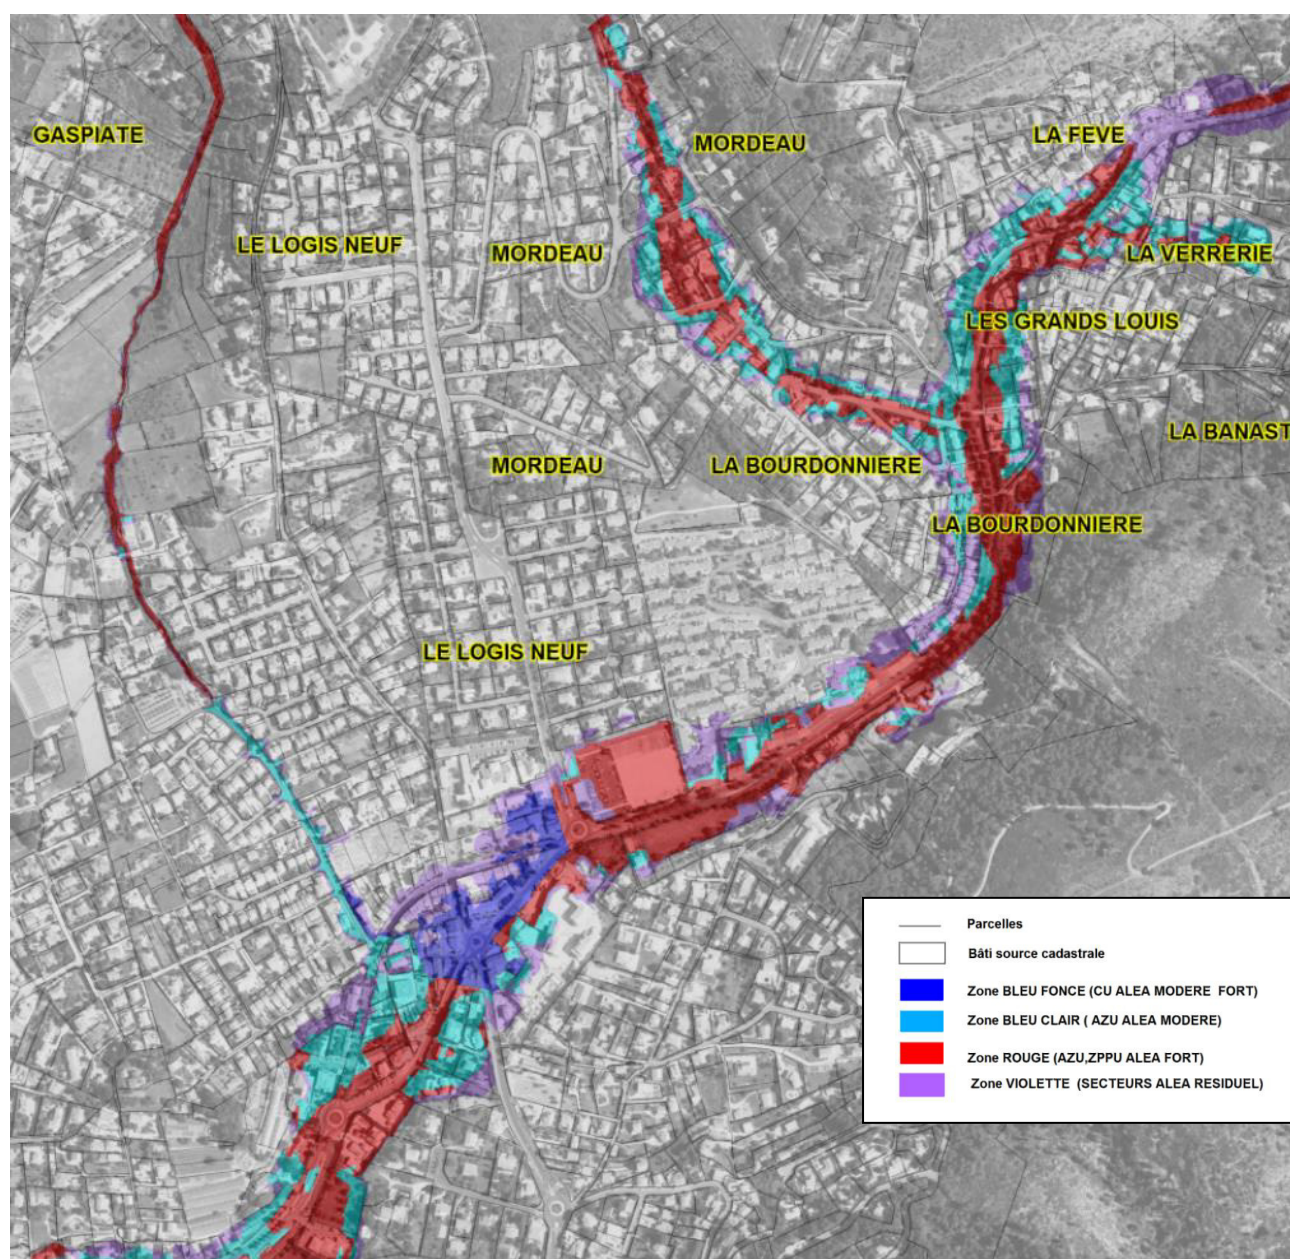 GASPIATE
MORDEAU
LA FEVE
LE LOGIS NEUF
MORDEAU
LA VERRERIE
LES GRANDS LOUIS
LA BANAST
MORDEAU
LA BOURDONNIERE
LA BOURDONNIERE
LE LOGIS NEUF
Parcelles
Bâti source cadastrale
Zone BLEU FONCE (CU ALEA MODERE FORT)
Zone BLEU CLAIR ( AZU ALEA MODERE)
Zone ROUGE (AZU,ZPPU ALEA FORT)
Zone VIOLETTE (SECTEURS ALEA RESIDUEL)